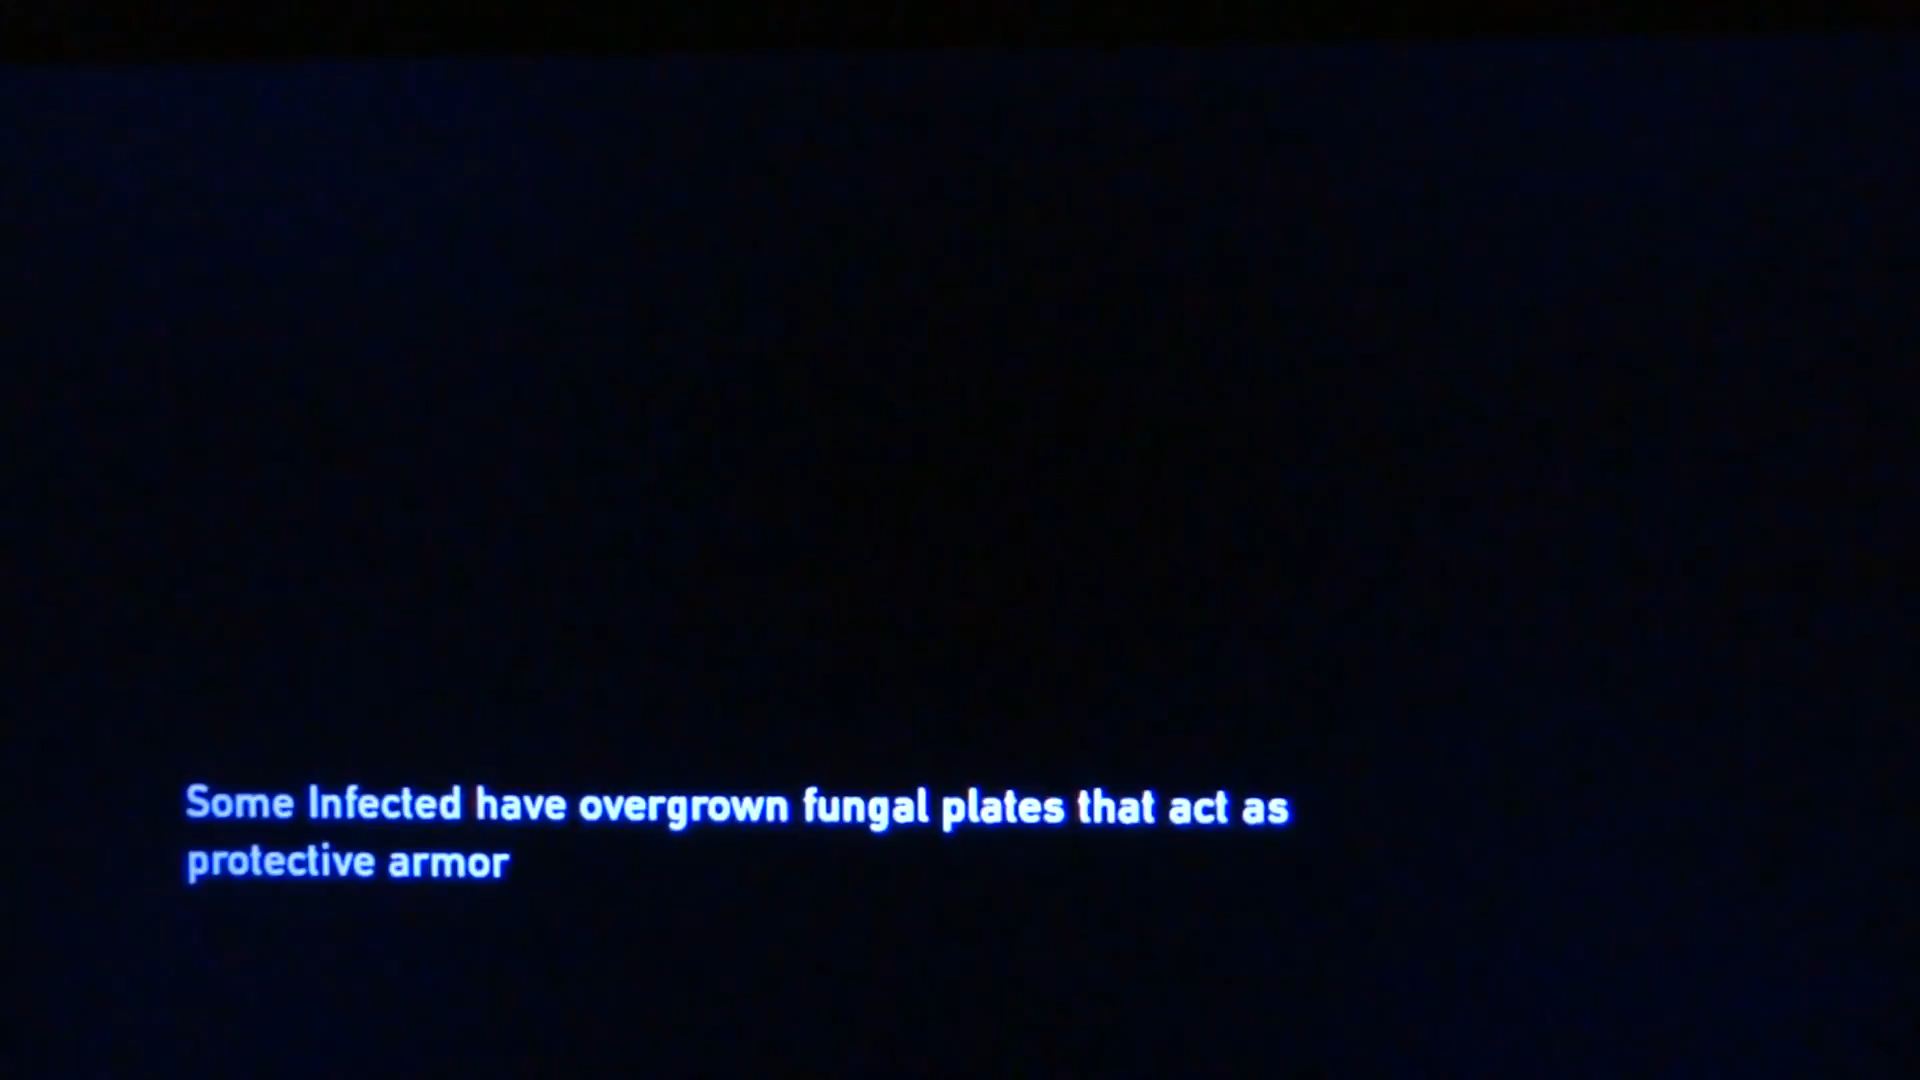 Some Infected have overgrown fungal plates that act as
protective armor